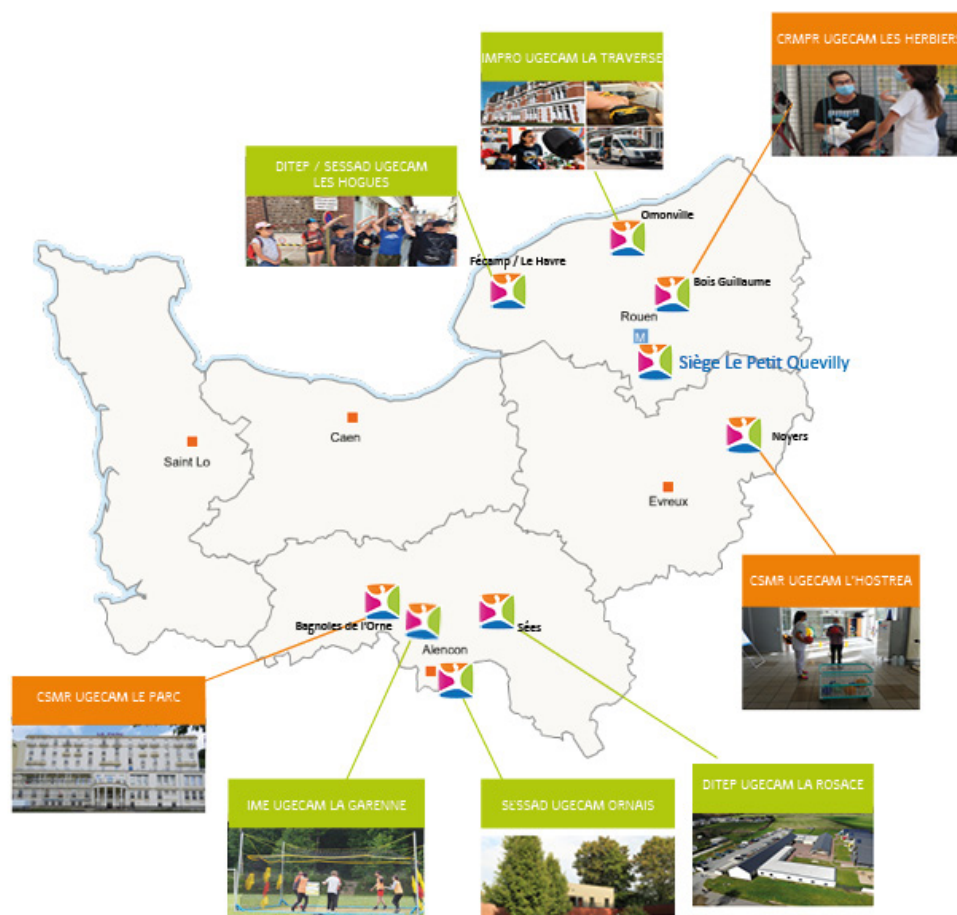 CRMPR UGECAM LES HERBIERS
IMPRO UGECAM LA TRAVERSE
DITEP / SESSAD UGECAM
LES HOGUES
Omonville
Fécamp / Le Havre
Bois Guillaume
Rouen
M
Siège Le Petit Quevilly
Caen
Noyers
Saint Lo
Evreux
CSMR UGECAM L'HOSTREA
Bagnoles de l'Orne
Sées
Alencon
CSMR UGECAM LE PARC
IME UGECAM LA GARENNE
SESSAD UGECAM ORNAIS
DITEP UGECAM LA ROSACE